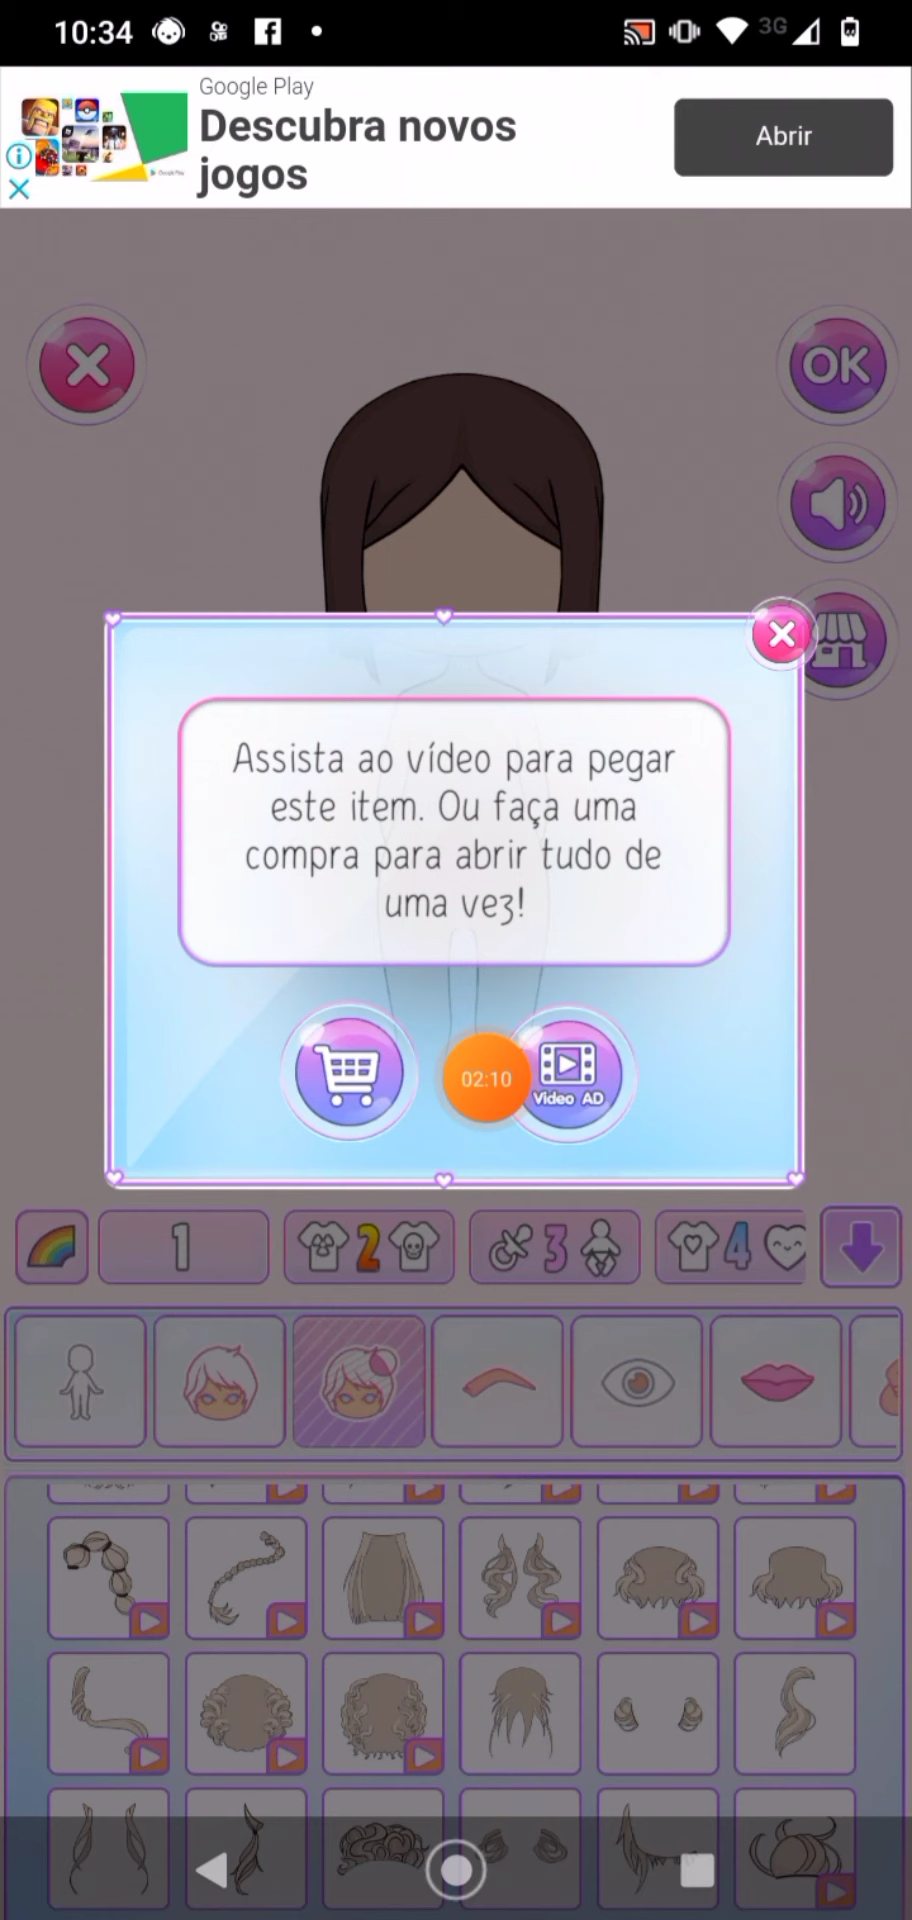 10:34
3G
Google Play
Descubra novos
jogos
Abrir
OK
Assista ao vídeo para pegar
este item. Ou faça uma
compra para abrir tudo de
uma vez!
02:10
Video AD
1
2
3
4